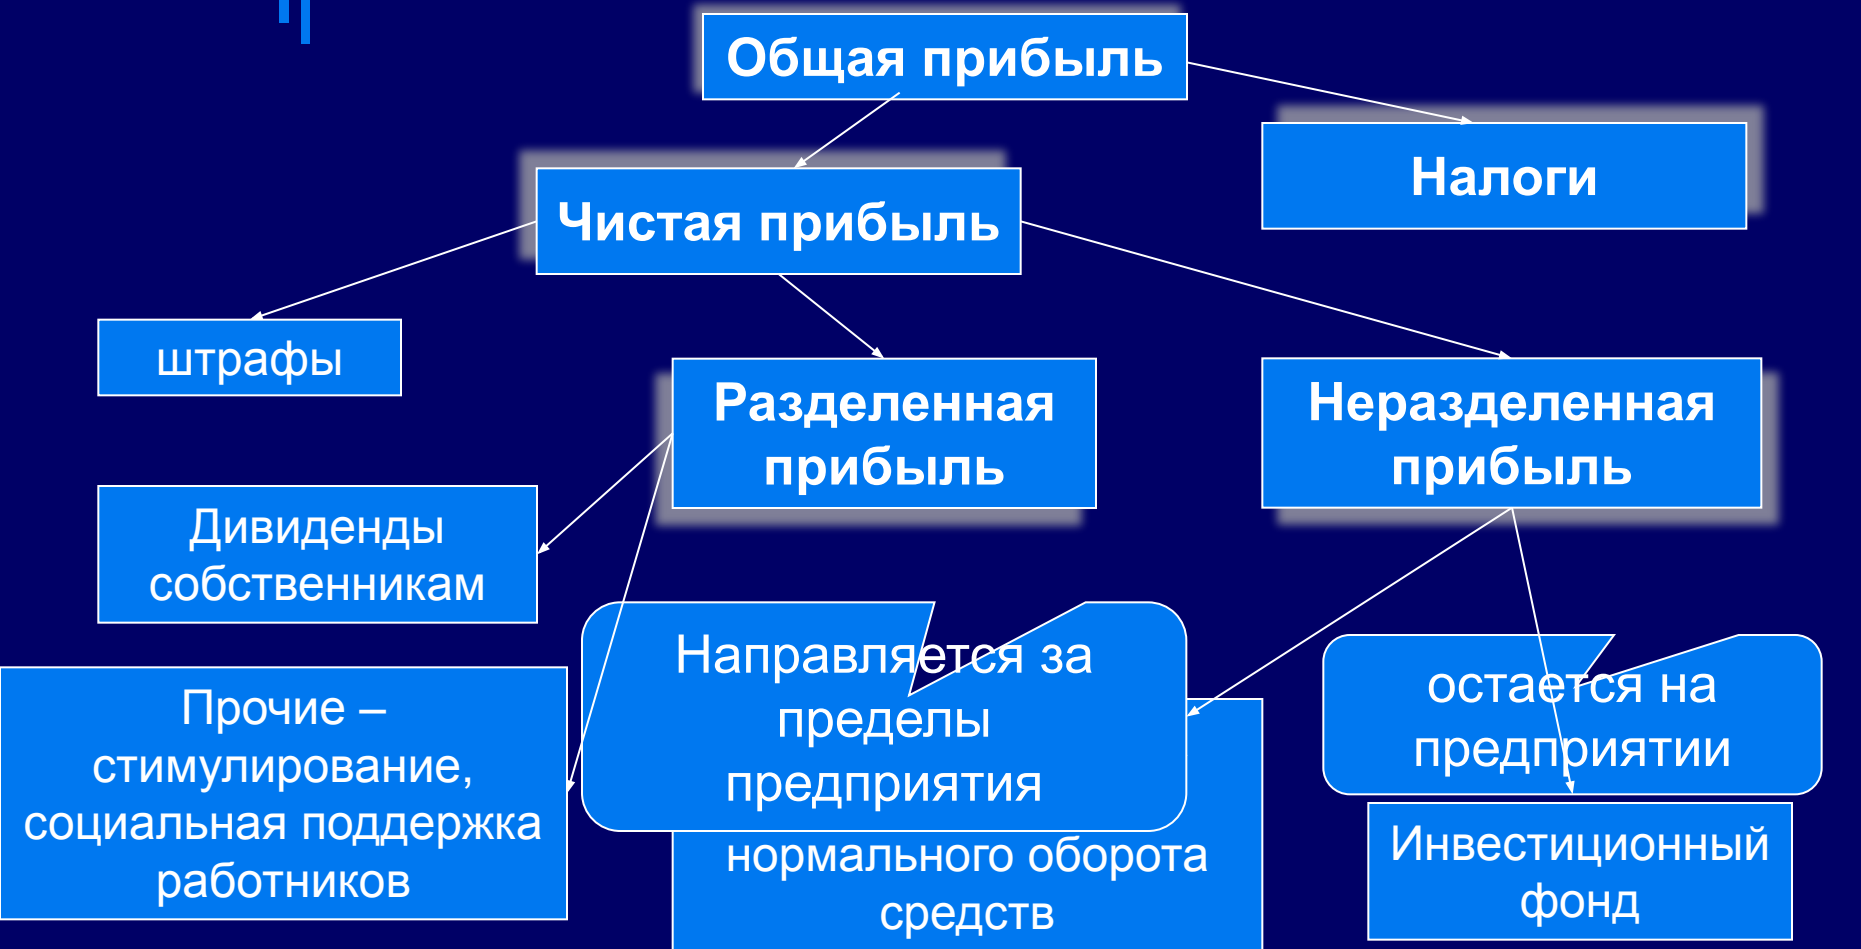 Общая прибыль
Налоги
Чистая прибыль
штрафы
Разделенная
прибыль
Неразделенная
прибыль
Дивиденды
собственникам
Направляется за
пределы
предприятия
остается на
предприятии
Прочие –
стимулирование,
социальная поддержка
работников
нормального оборота
средств
Инвестиционный
фонд